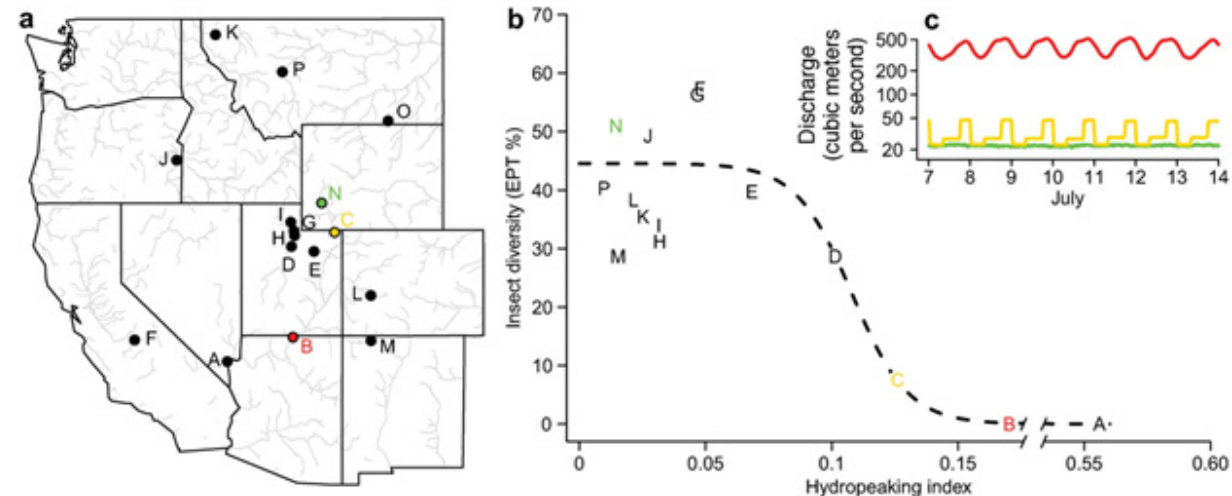 a
K
P
O
J
N
I
G
C
H
D
E
L
F
B
A
M
b
Insect diversity (EPT %)
70
60
50
40
30
20
10
0
N
J
G
O
L
K
I
H
M
E
D
C
B
A
0
0.05
0.1
0.15
0.55
0.60
Hydropeaking index
c
Discharge
(cubic meters
per second)
500
200
100
50
20
7
8
9
10
11
12
13
14
July